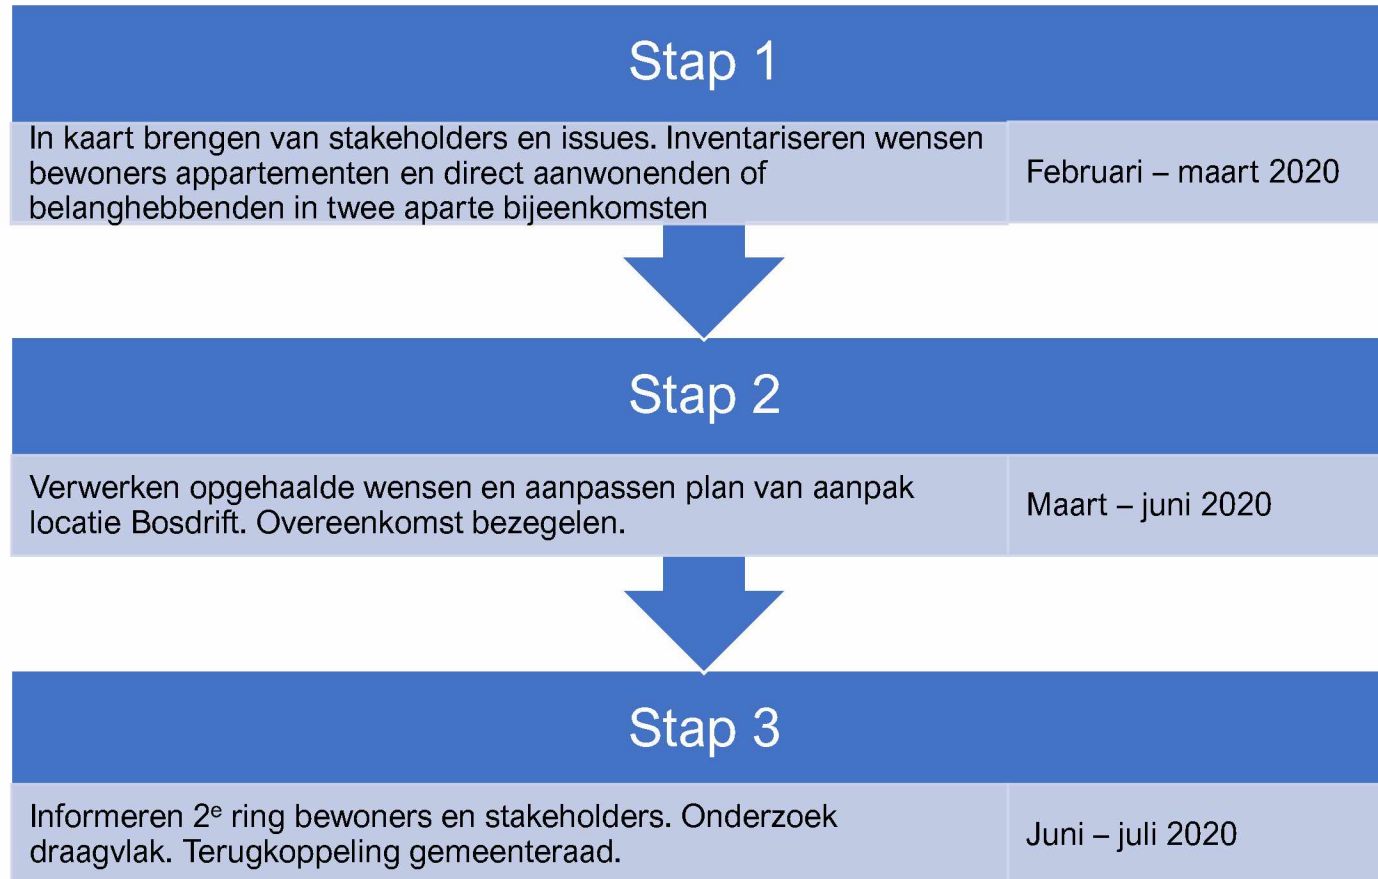 Stap 1
In kaart brengen van stakeholders en issues. Inventariseren wensen
bewoners appartementen en direct aanwonenden of
belanghebbenden in twee aparte bijeenkomsten
Februari – maart 2020
Stap 2
Verwerken opgehaalde wensen en aanpassen plan van aanpak
locatie Bosdrift. Overeenkomst bezegelen.
Maart – juni 2020
Stap 3
Informeren 2ᵉ ring bewoners en stakeholders. Onderzoek
draagvlak. Terugkoppeling gemeenteraad.
Juni – juli 2020